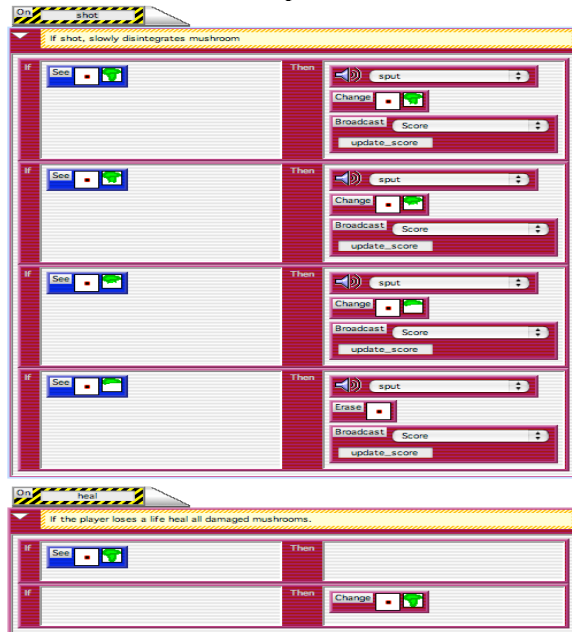 On shot
If shot, slowly disintegrates mushroom
If See Then sput
Change
Broadcast Score
update_score
If See Then sput
Change
Broadcast Score
update_score
If See Then sput
Change
Broadcast Score
update_score
If See Then sput
Erase
Broadcast Score
update_score
On heal
If the player loses a life heal all damaged mushrooms.
If See Then
If Then Change